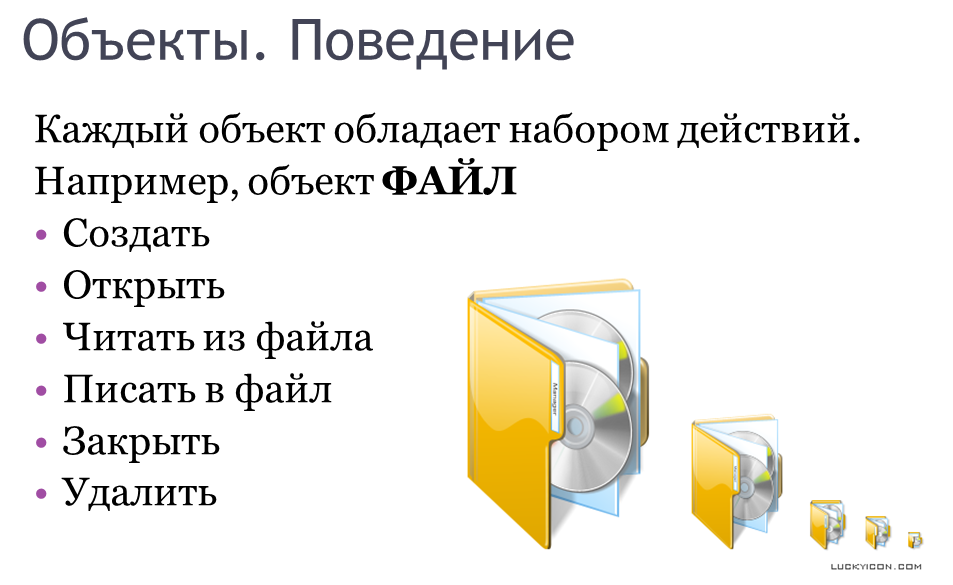 Объекты. Поведение
Каждый объект обладает набором действий.
Например, объект ФАЙЛ
• Создать
• Открыть
• Читать из файла
• Писать в файл
• Закрыть
• Удалить
Manager
LUCKYICON.COM